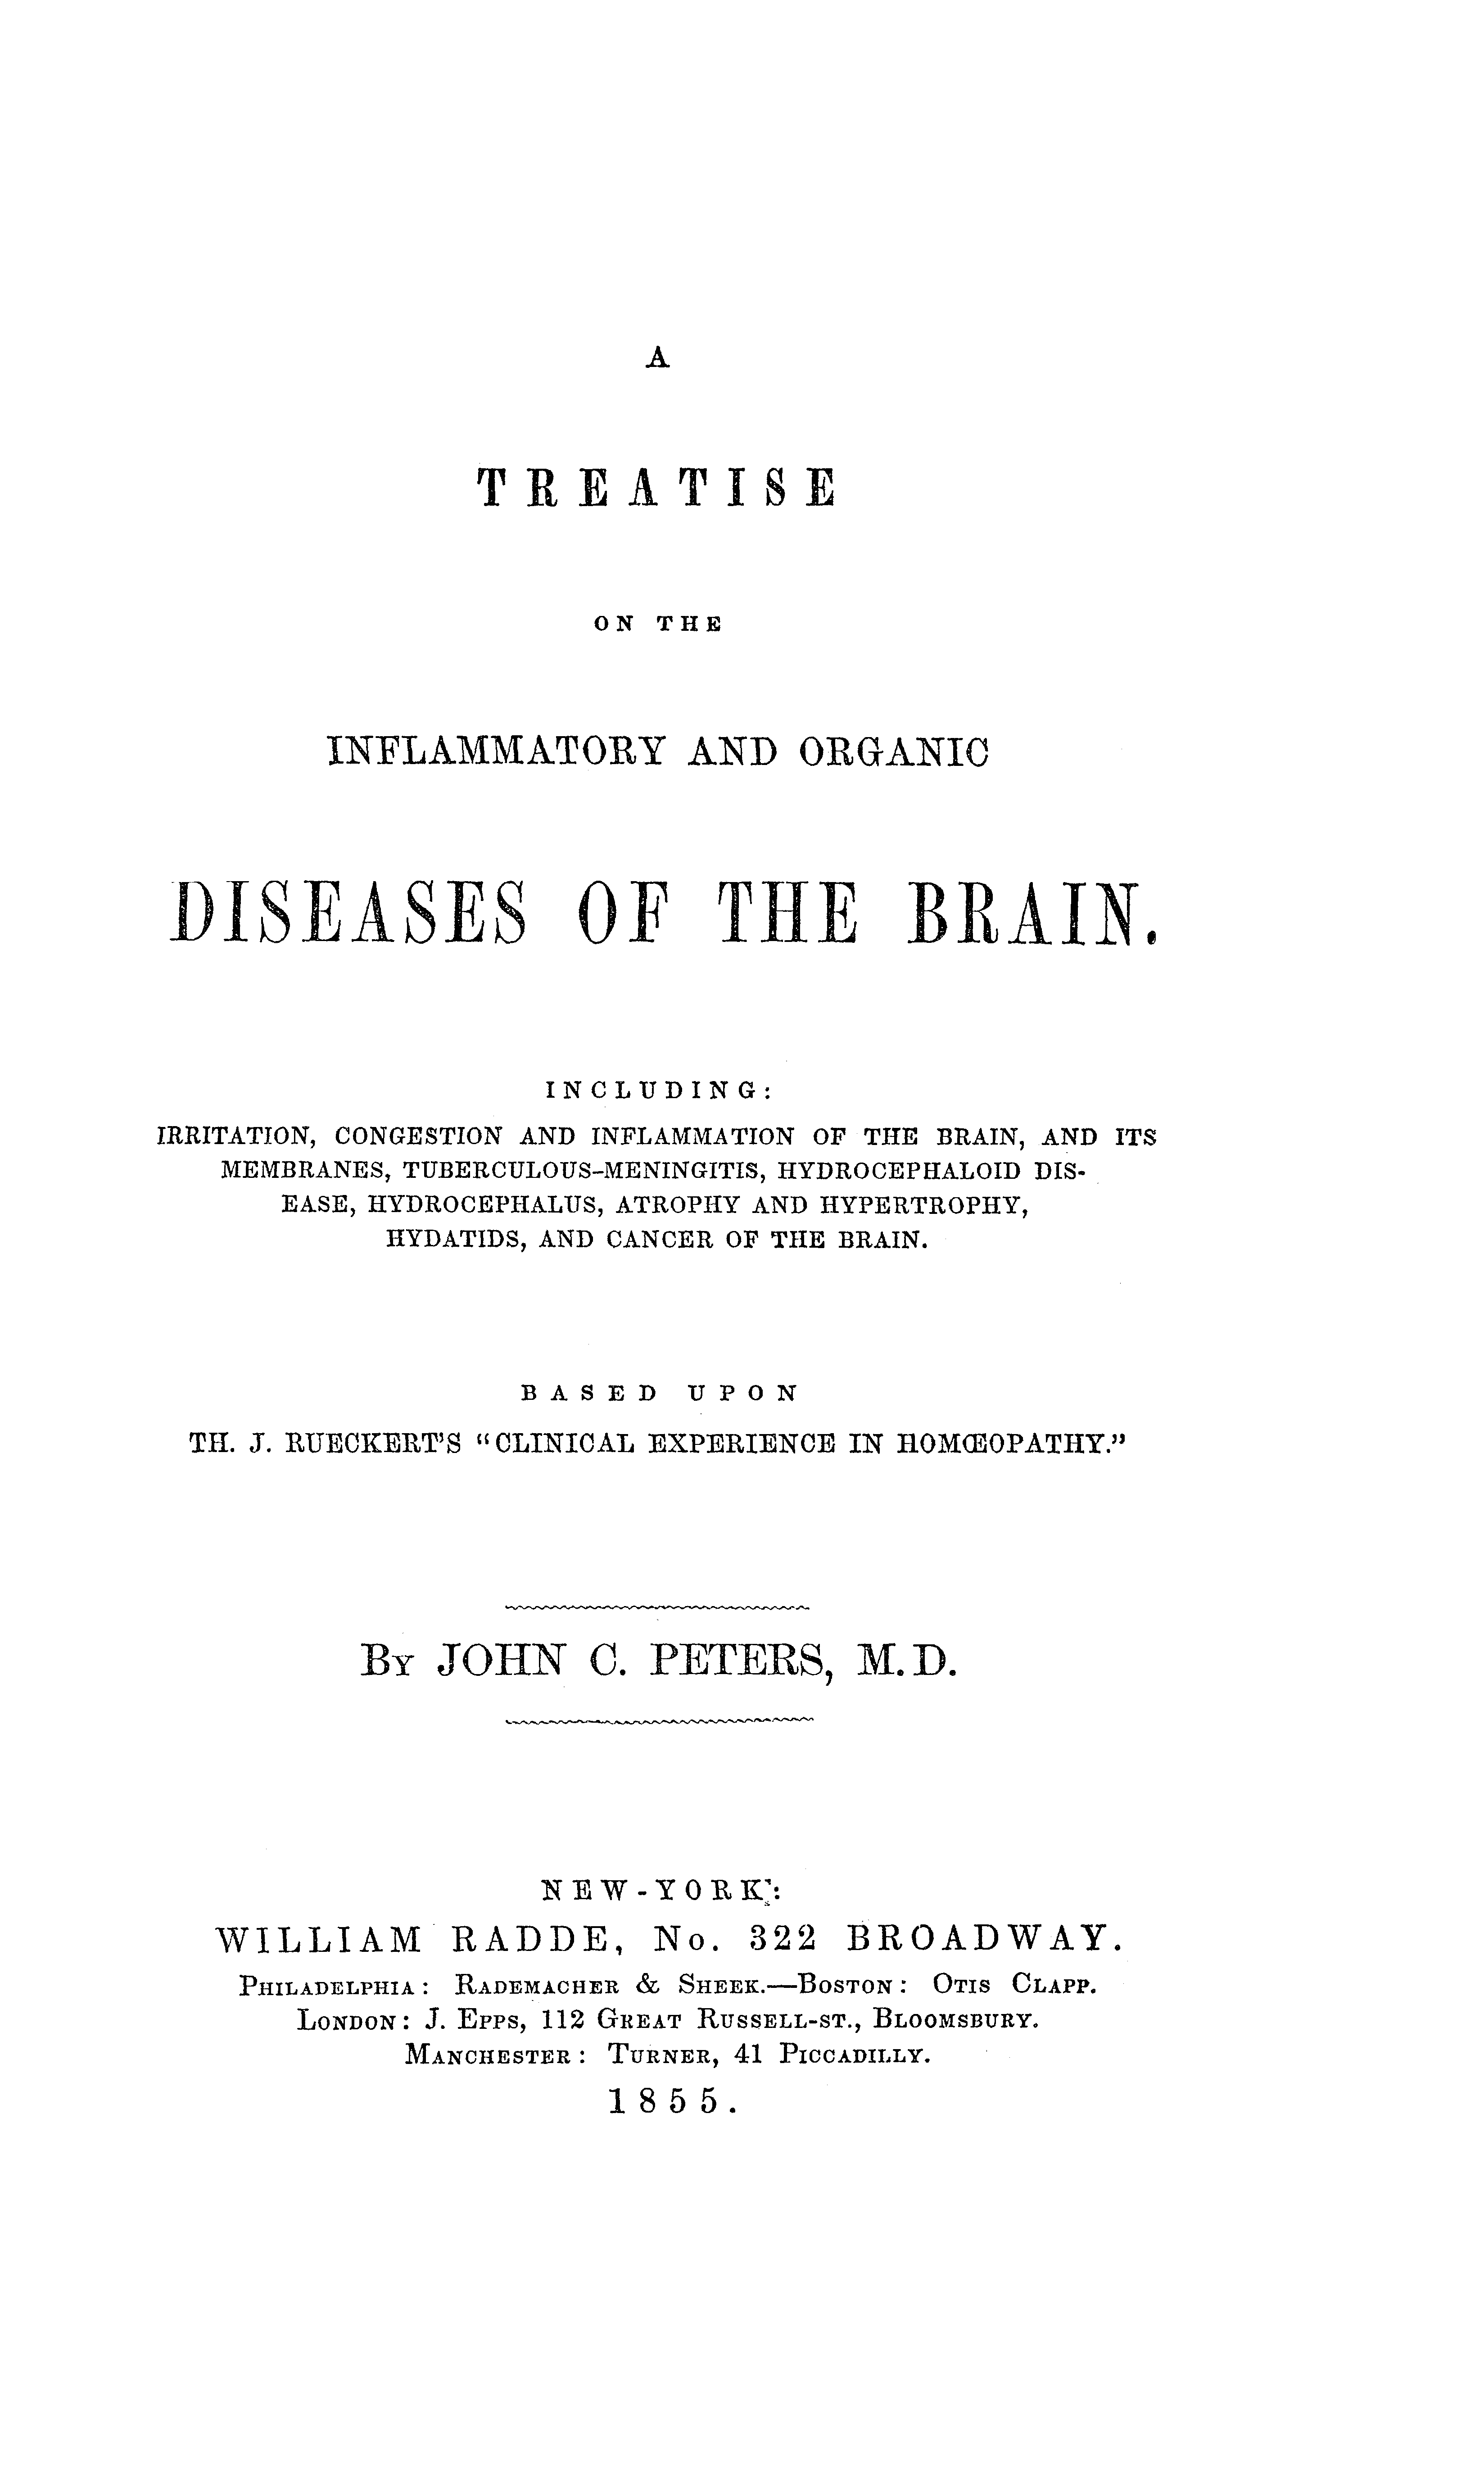 A
TREATISE
ON THE
INFLAMMATORY AND ORGANIC
DISEASES OF THE BRAIN.
INCLUDING:
IRRITATION, CONGESTION AND INFLAMMATION OF THE BRAIN, AND ITS
MEMBRANES, TUBERCULOUS-MENINGITIS, HYDROCEPHALOID DIS-
EASE, HYDROCEPHALUS, ATROPHY AND HYPERTROPHY,
HYDATIDS, AND CANCER OF THE BRAIN.
BASED UPON
TH. J. RUECKERT'S "CLINICAL EXPERIENCE IN HOMŒOPATHY."
BY JOHN C. PETERS, M.D.
NEW-YORK:
WILLIAM RADDE, No. 322 BROADWAY.
PHILADELPHIA: RADEMACHER & SHEEK.—BOSTON: OTIS CLAPP.
LONDON: J. EPPS, 112 GREAT RUSSELL-ST., BLOOMSBURY.
MANCHESTER: TURNER, 41 PICCADILLY.
1855.